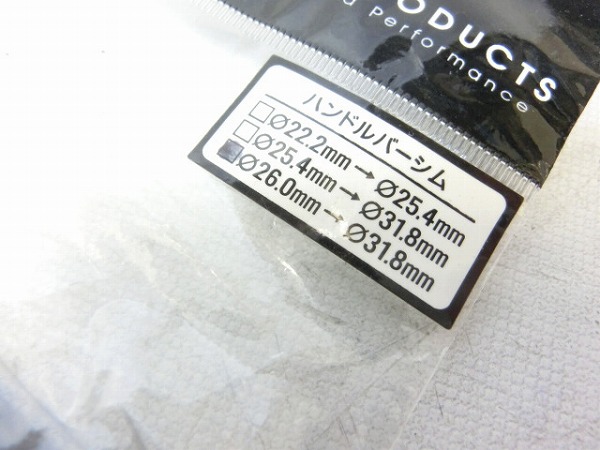 RODUCTS
d Performance
ハンドルバーシム
□ Ø22.2mm→Ø25.4mm
□ Ø25.4mm→Ø31.8mm
■ Ø26.0mm→Ø31.8mm